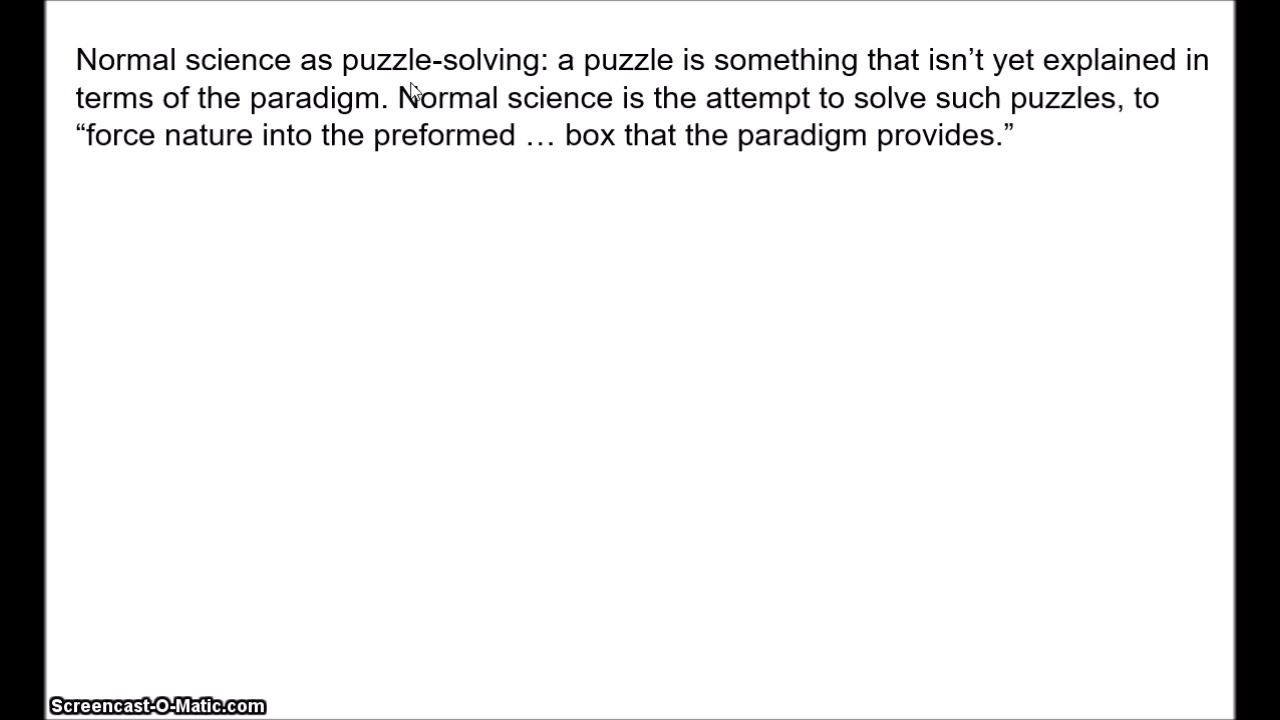 Normal science as puzzle-solving: a puzzle is something that isn’t yet explained in
terms of the paradigm. Normal science is the attempt to solve such puzzles, to
“force nature into the preformed … box that the paradigm provides.”
Screencast-O-Matic.com